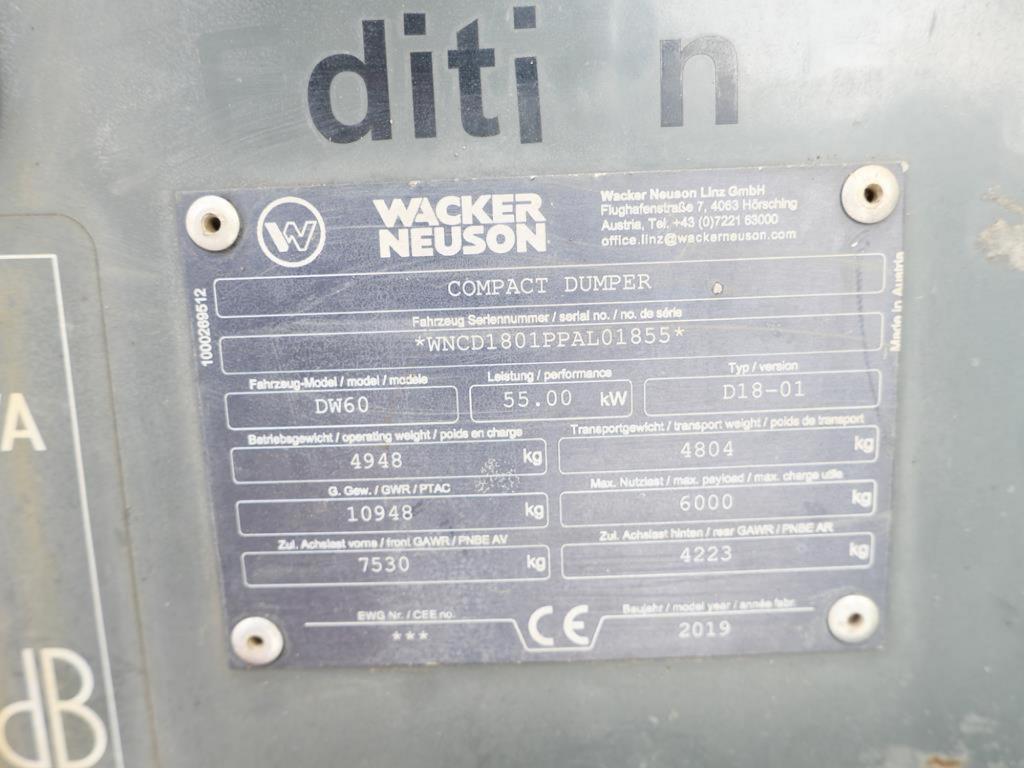 diti n
W
WACKER
NEUSON
Wacker Neuson Linz GmbH
Flughafenstraße 7, 4063 Hörsching
Austria, Tel. +43 (0)7221 63000
office.linz@wackerneuson.com
COMPACT DUMPER
Made in Austria
1000269512
Fahrzeug Seriennummer / serial no. / no. de série
*WNCD1801PPAL01855*
Fahrzeug-Model / model / modele
DW60
Leistung / performance
55.00 kW
Typ / version
D18-01
Betriebsgewicht / operating weight / poids en charge
4948 kg
Transportgewicht / transport weight / poids de transport
4804 kg
G. Gew. / GWR / PTAC
10948 kg
Max. Nutzlast / max. payload / max. charge utile
6000 kg
Zul. Achslast vorne / front GAWR / PNBE AV
7530 kg
Zul. Achslast hinten / rear GAWR / PNBE AR
4223 kg
EWG Nr. / CEE no.
***
CE
Baujahr / model year / année fabr.
2019
A
dB